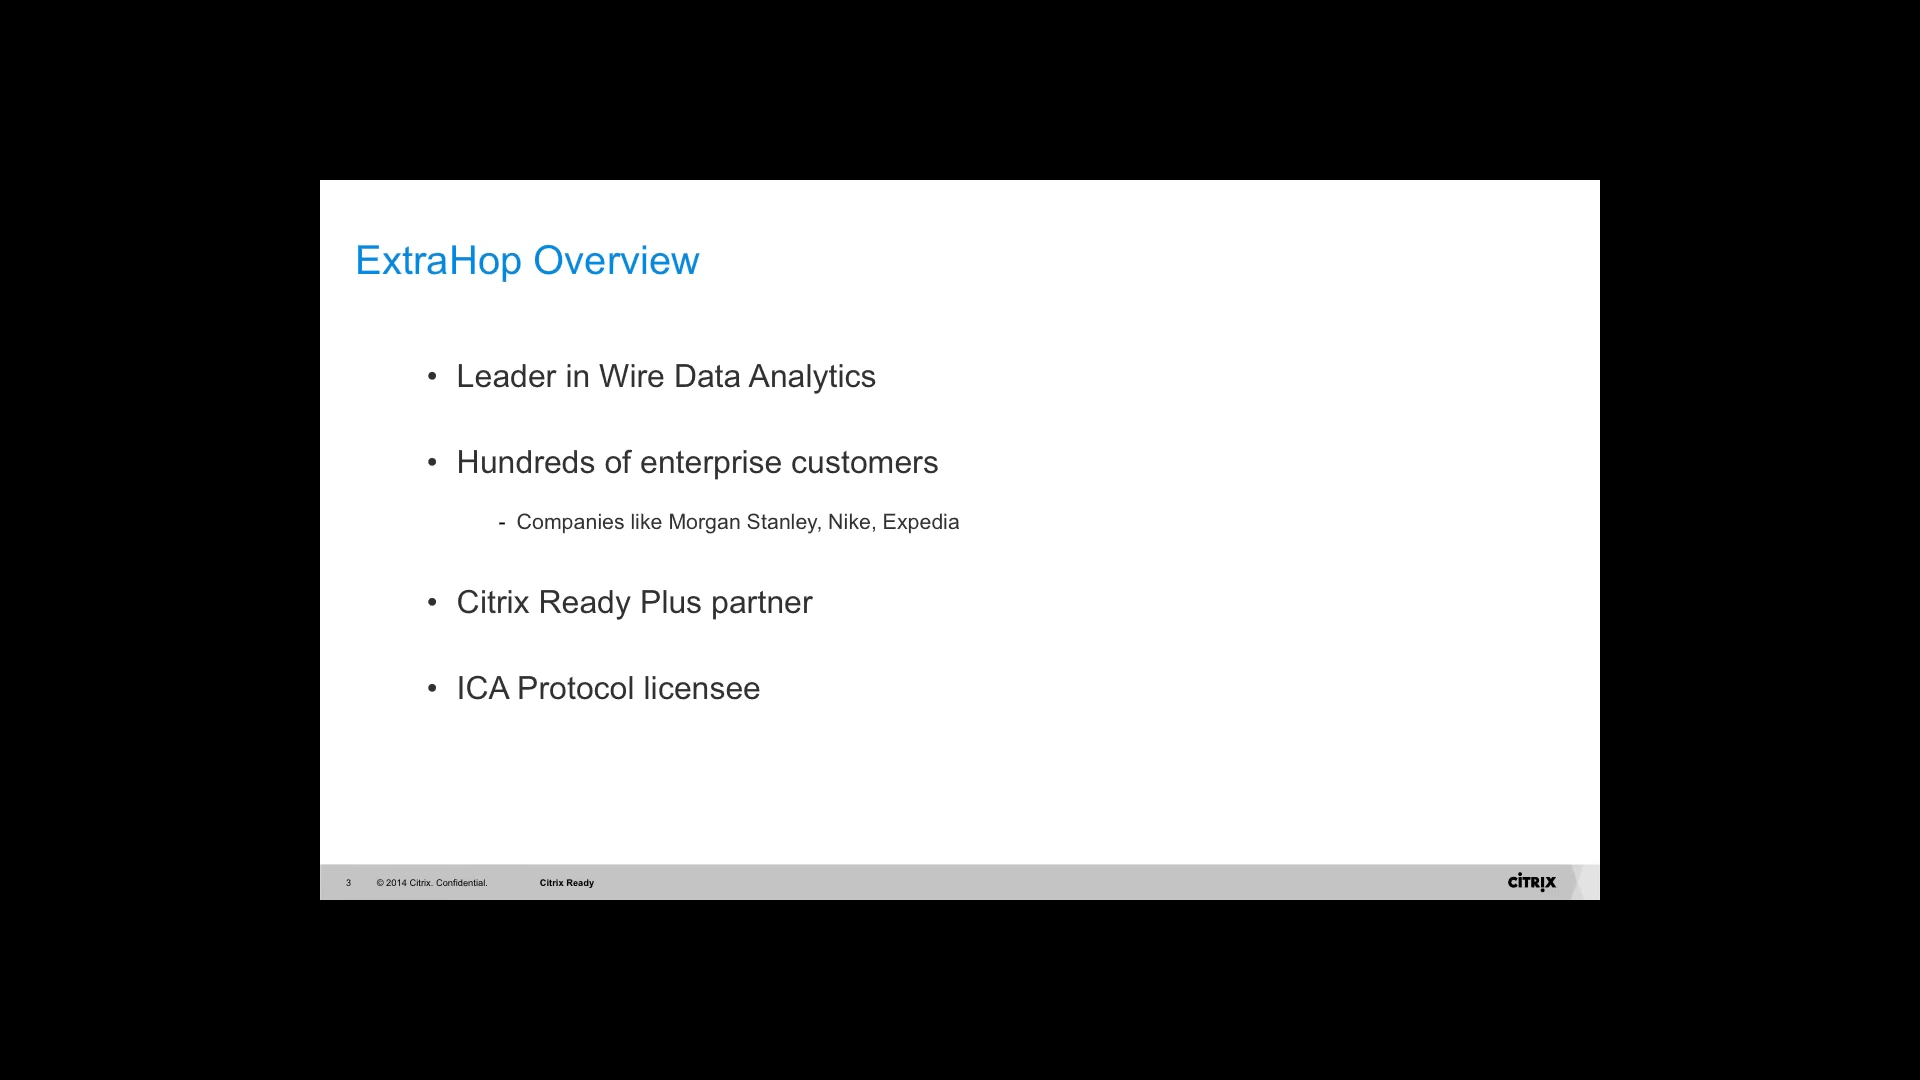 ExtraHop Overview
• Leader in Wire Data Analytics
• Hundreds of enterprise customers
- Companies like Morgan Stanley, Nike, Expedia
• Citrix Ready Plus partner
• ICA Protocol licensee
3 © 2014 Citrix. Confidential. Citrix Ready CITRIX